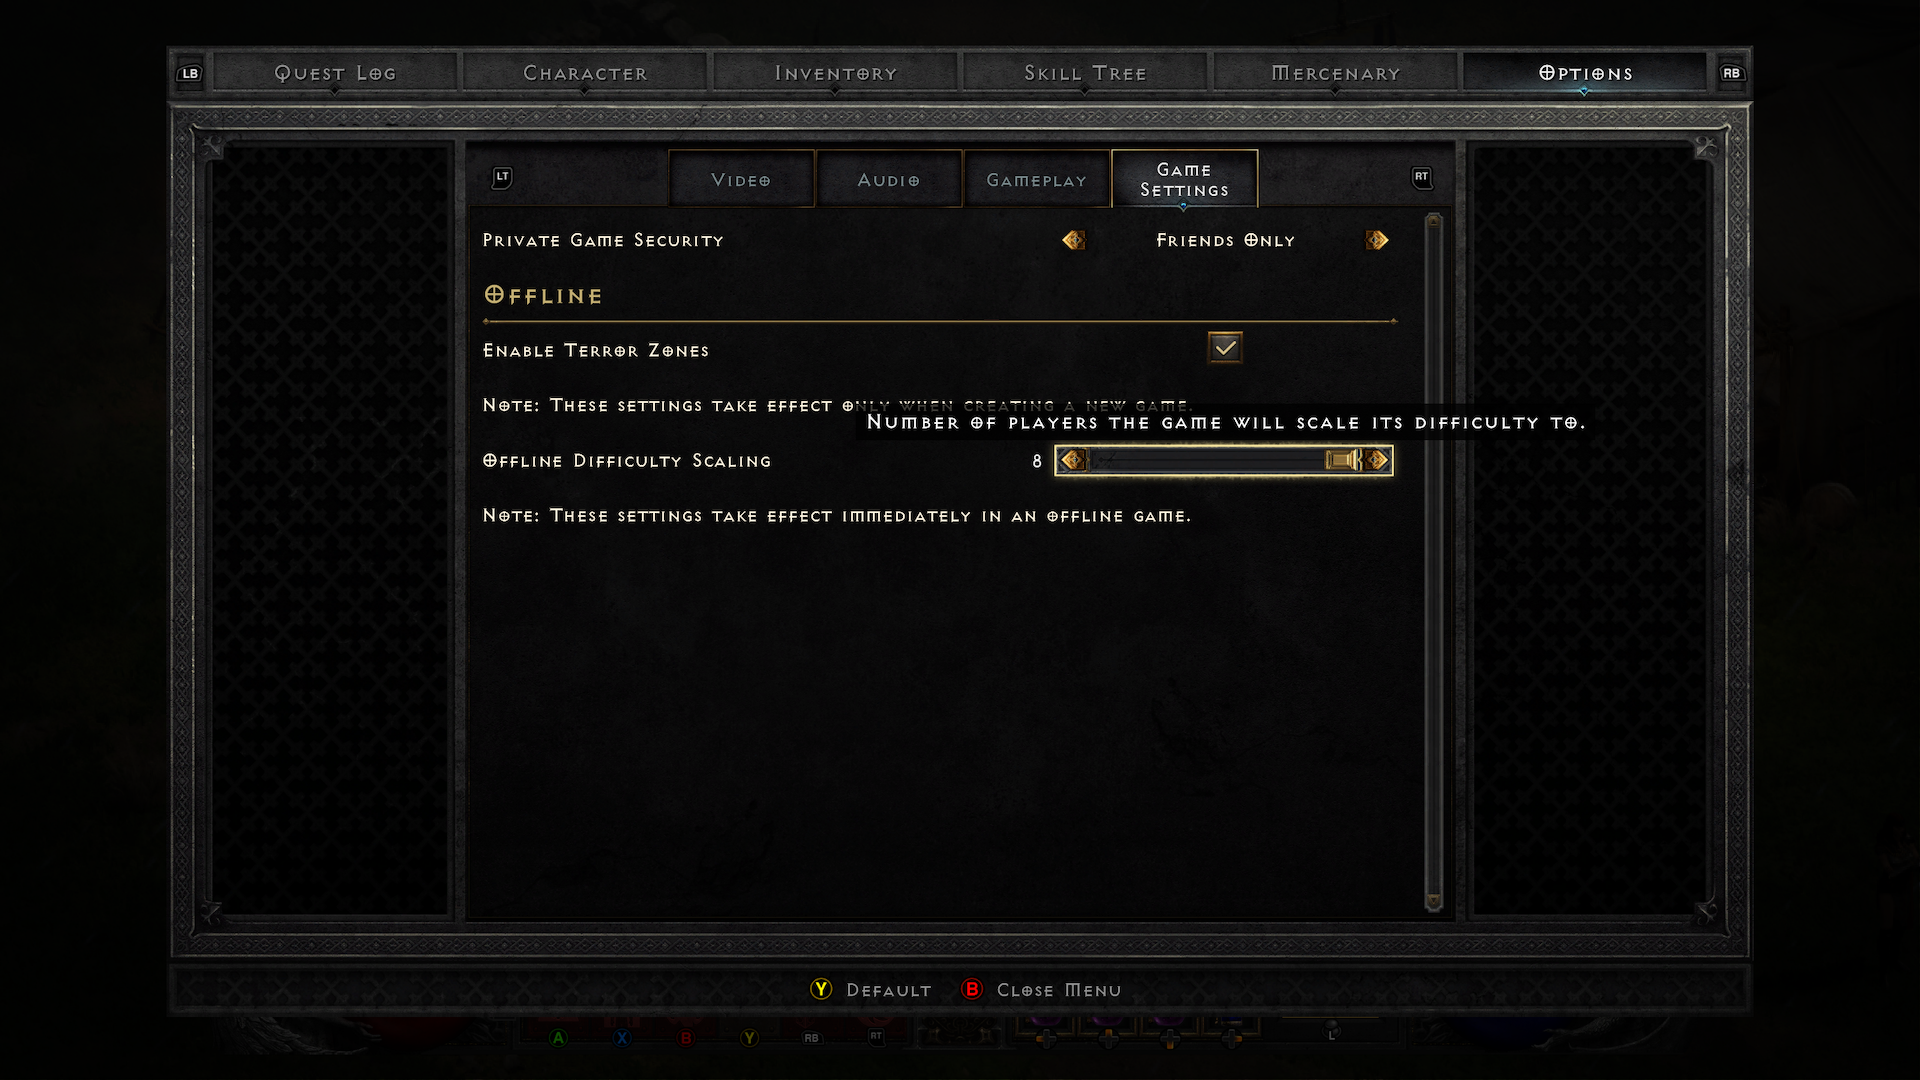 LB Quest Log Character Inventory Skill Tree Mercenary Options RB
LT Video Audio Gameplay Game Settings RT
Private Game Security Friends Only
Offline
Enable Terror Zones
Note: These settings take effect only when creating a new game.
Number of players the game will scale its difficulty to.
Offline Difficulty Scaling 8
Note: These settings take effect immediately in an offline game.
Y Default B Close Menu
A X B Y RB RT L